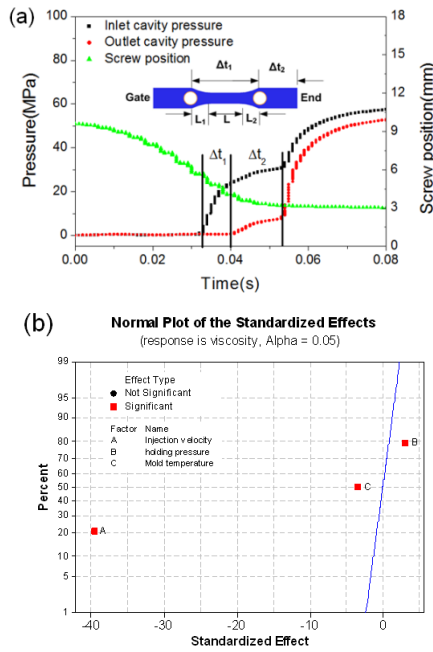 (a)
100
80
60
40
20
0
Pressure(MPa)
18
15
12
9
6
3
0
Screw position(mm)
Inlet cavity pressure
Outlet cavity pressure
Screw position
Δt₁
Δt₂
Gate
End
L₁
L
L₂
Δt₁
Δt₂
0.00
0.02
0.04
0.06
0.08
Time(s)
(b)
Normal Plot of the Standardized Effects
(response is viscosity, Alpha = 0.05)
99
95
90
80
70
60
50
40
30
20
10
5
1
Percent
Effect Type
Not Significant
Significant
Factor Name
A Injection velocity
B holding pressure
C Mold temperature
B
C
A
-40
-30
-20
-10
0
Standardized Effect